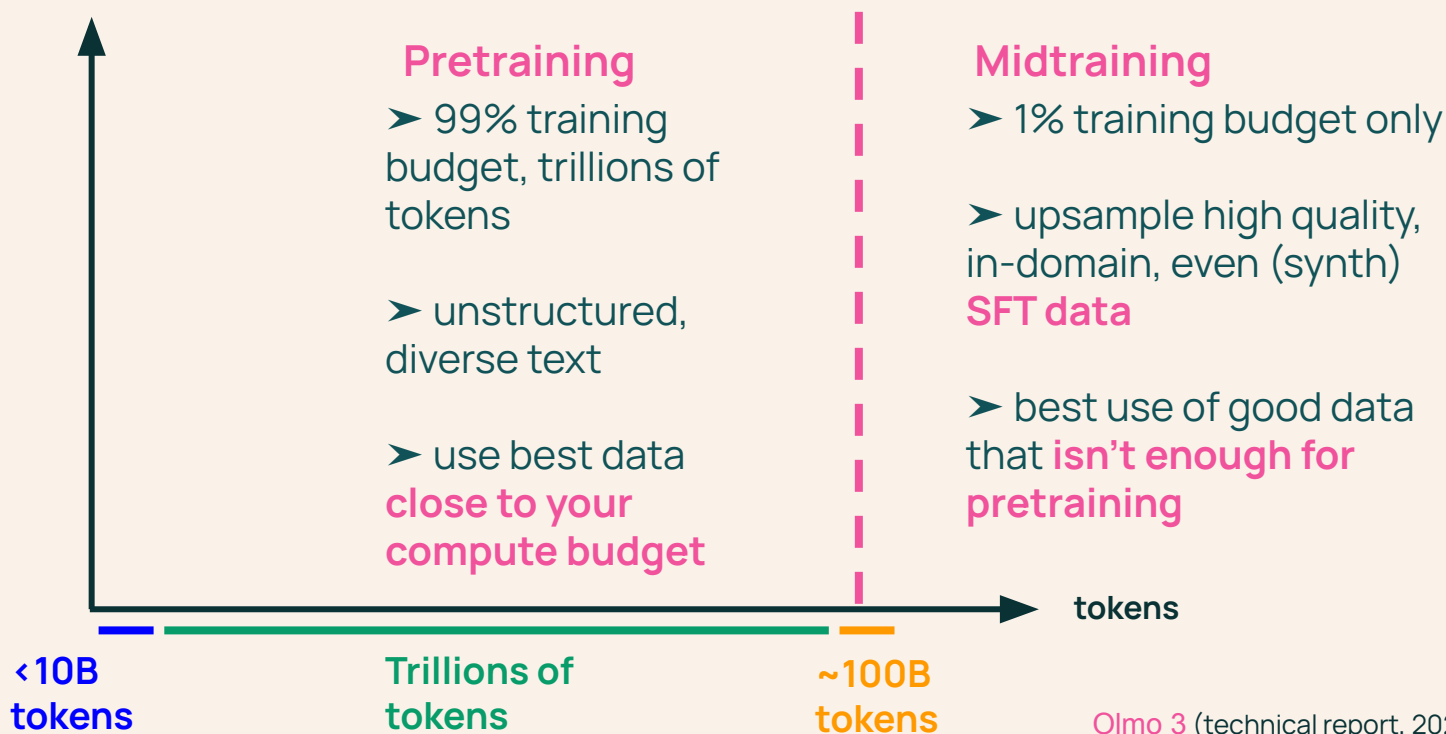 Pretraining
➤ 99% training
budget, trillions of
tokens
➤ unstructured,
diverse text
➤ use best data
close to your
compute budget
Midtraining
➤ 1% training budget only
➤ upsample high quality,
in-domain, even (synth)
SFT data
➤ best use of good data
that isn't enough for
pretraining
tokens
<10B
tokens
Trillions of
tokens
~100B
tokens
Olmo 3 (technical report,